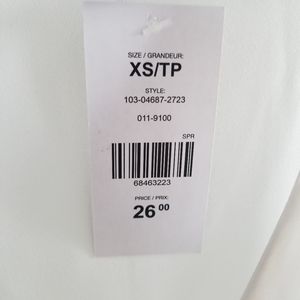 SIZE / GRANDEUR:
XS/TP
STYLE:
103-04687-2723
011-9100
SPR
68463223
PRICE / PRIX:
26 00